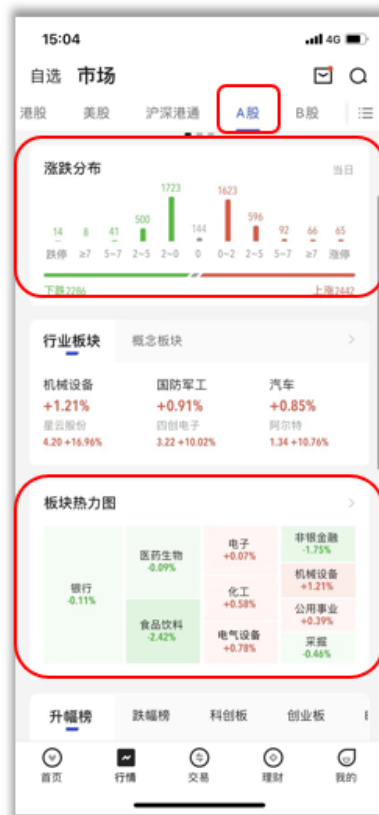 15:04
4G
自选 市场
港股 美股 沪深港通 A股 B股
涨跌分布 当日
14 8 41 500 1723 144 1623 596 92 66 65
跌停 ≥7 5~7 2~5 2~0 0 0~2 2~5 5~7 ≥7 涨停
下跌2286 上涨2442
行业板块 概念板块
机械设备 国防军工 汽车
+1.21% +0.91% +0.85%
星云股份 四创电子 阿尔特
4.20 +16.96% 3.22 +10.02% 1.34 +10.76%
板块热力图
银行
-0.11%
医药生物
-0.09%
食品饮料
-2.42%
电子
+0.07%
化工
+0.58%
电气设备
+0.78%
非银金融
-1.75%
机械设备
+1.21%
公用事业
+0.39%
采掘
-0.46%
升幅榜 跌幅榜 科创板 创业板
首页 行情 交易 理财 我的